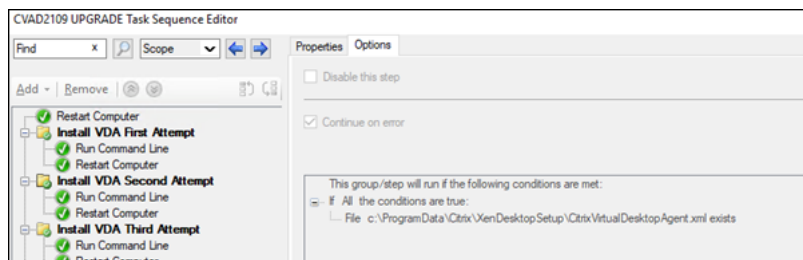 CVAD2109 UPGRADE Task Sequence Editor
Find x Scope
Properties Options
Add Remove
Disable this step
Continue on error
Restart Computer
Install VDA First Attempt
Run Command Line
Restart Computer
Install VDA Second Attempt
Run Command Line
Restart Computer
Install VDA Third Attempt
Run Command Line
This group/step will run if the following conditions are met:
If All the conditions are true:
File c:\ProgramData\Citrix\XenDesktopSetup\CitrixVirtualDesktopAgent.xml exists